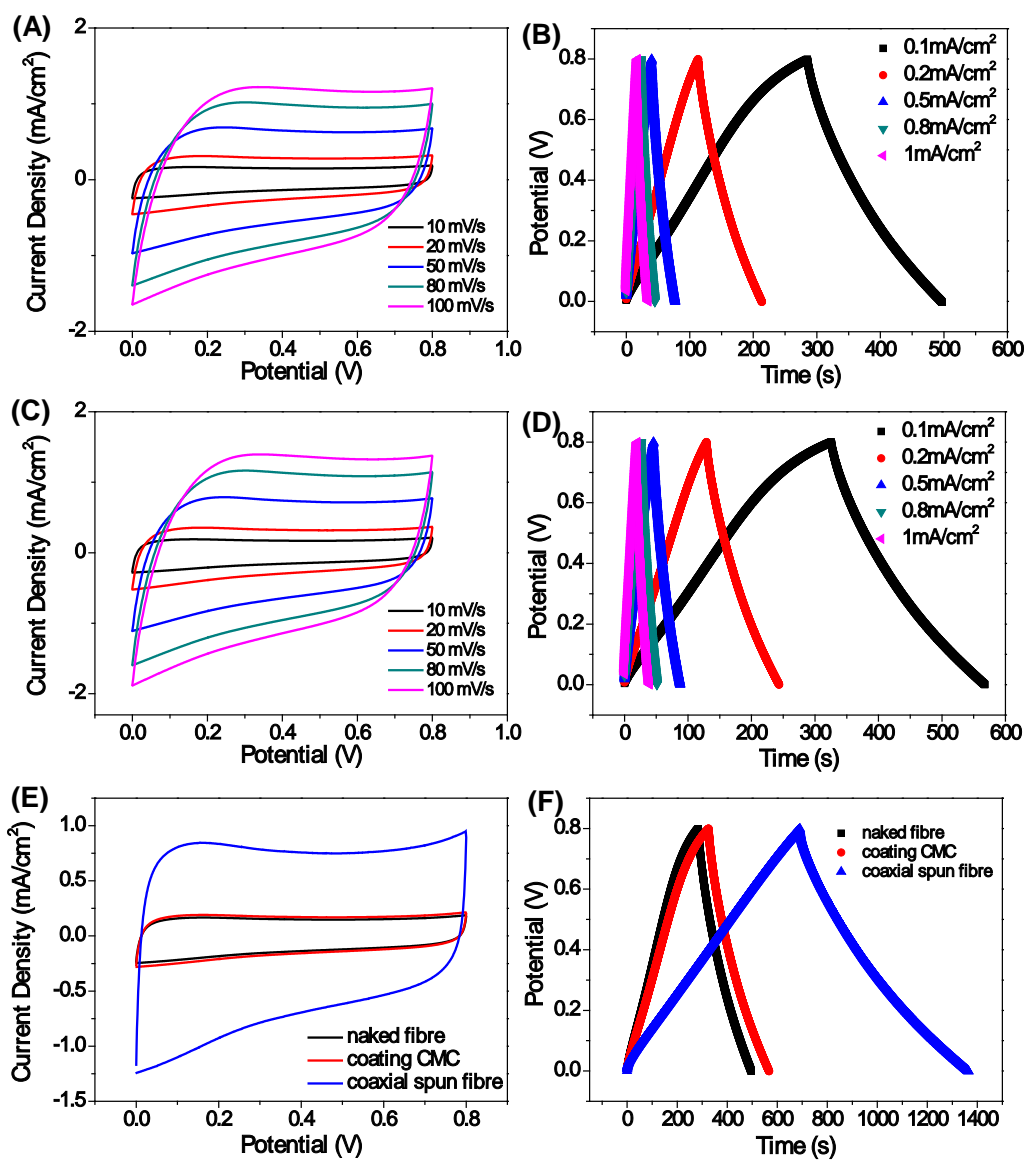 (A)
2
1
0
-1
-2
Current Density (mA/cm²)
0.0 0.2 0.4 0.6 0.8 1.0
Potential (V)
10 mV/s
20 mV/s
50 mV/s
80 mV/s
100 mV/s
(B)
0.8
0.6
0.4
0.2
0.0
Potential (V)
0 100 200 300 400 500 600
Time (s)
0.1mA/cm²
0.2mA/cm²
0.5mA/cm²
0.8mA/cm²
1mA/cm²
(C)
2
0
-2
Current Density (mA/cm²)
0.0 0.2 0.4 0.6 0.8 1.0
Potential (V)
10 mV/s
20 mV/s
50 mV/s
80 mV/s
100 mV/s
(D)
0.8
0.6
0.4
0.2
0.0
Potential (V)
0 100 200 300 400 500 600
Time (s)
0.1mA/cm²
0.2mA/cm²
0.5mA/cm²
0.8mA/cm²
1mA/cm²
(E)
1.0
0.5
0.0
-0.5
-1.0
-1.5
Current Density (mA/cm²)
0.0 0.2 0.4 0.6 0.8
Potential (V)
naked fibre
coating CMC
coaxial spun fibre
(F)
0.8
0.6
0.4
0.2
0.0
Potential (V)
0 200 400 600 800 1000 1200 1400
Time (s)
naked fibre
coating CMC
coaxial spun fibre